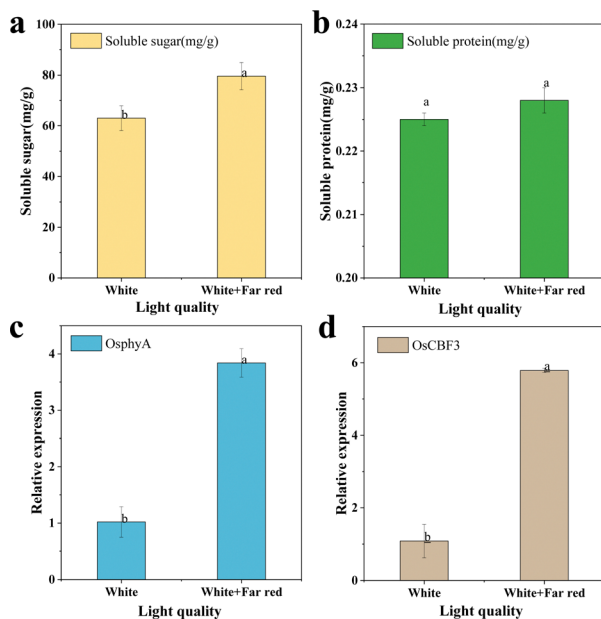 a
Soluble sugar(mg/g)
Soluble sugar(mg/g)
100
80
60
40
20
0
b
a
White
White+Far red
Light quality
b
Soluble protein(mg/g)
Soluble protein(mg/g)
0.24
0.23
0.22
0.21
0.20
a
a
White
White+Far red
Light quality
c
OsphyA
Relative expression
4
3
2
1
0
b
a
White
White+Far red
Light quality
d
OsCBF3
Relative expression
6
4
2
0
b
a
White
White+Far red
Light quality